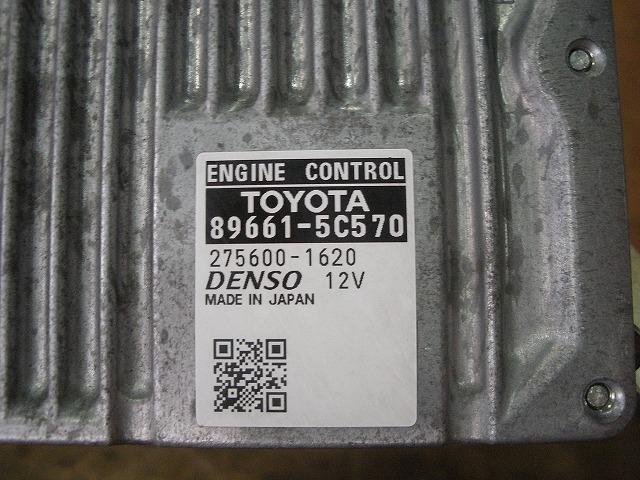 ENGINE CONTROL
TOYOTA
89661-5C570
275600-1620
DENSO 12V
MADE IN JAPAN